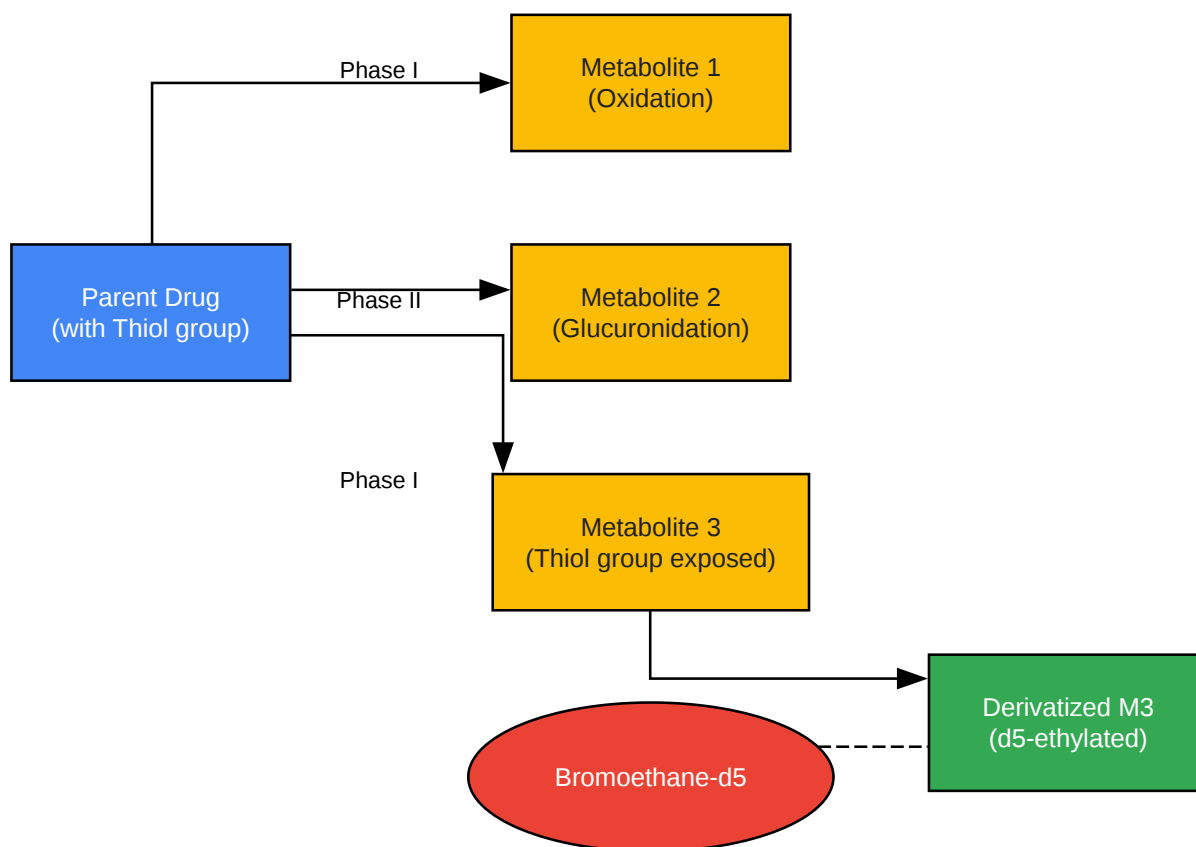 Phase I
Metabolite 1
(Oxidation)
Parent Drug
(with Thiol group)
Phase II
Metabolite 2
(Glucuronidation)
Phase I
Metabolite 3
(Thiol group exposed)
Derivatized M3
(d5-ethylated)
Bromoethane-d5